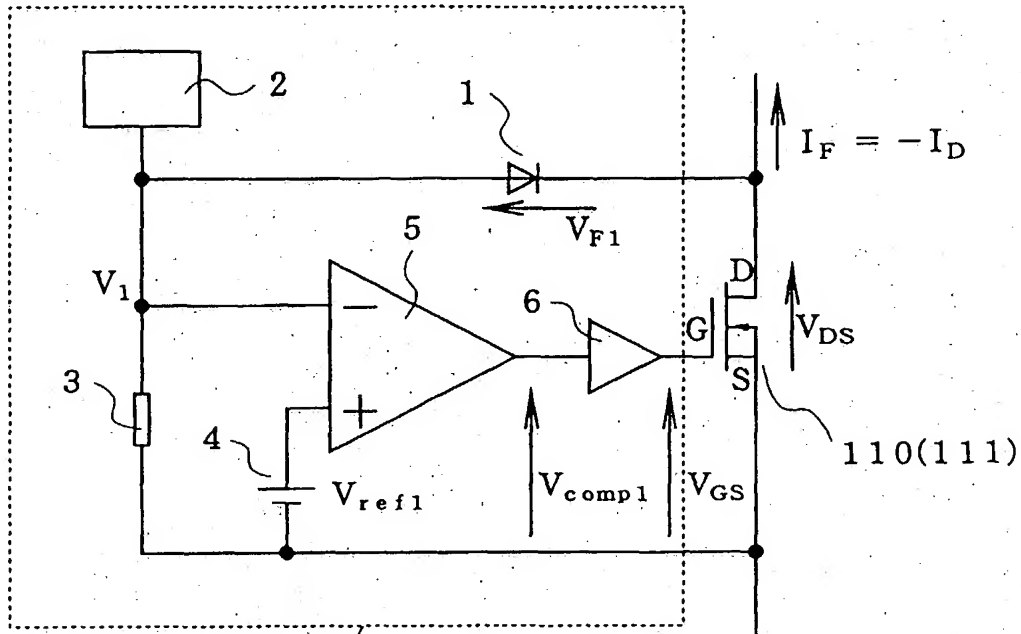 2
1
I_F = -I_D
V_F1
5
V_1
D
−
6
G
V_DS
S
3
+
4
110(111)
V_ref1
V_comp1
V_GS